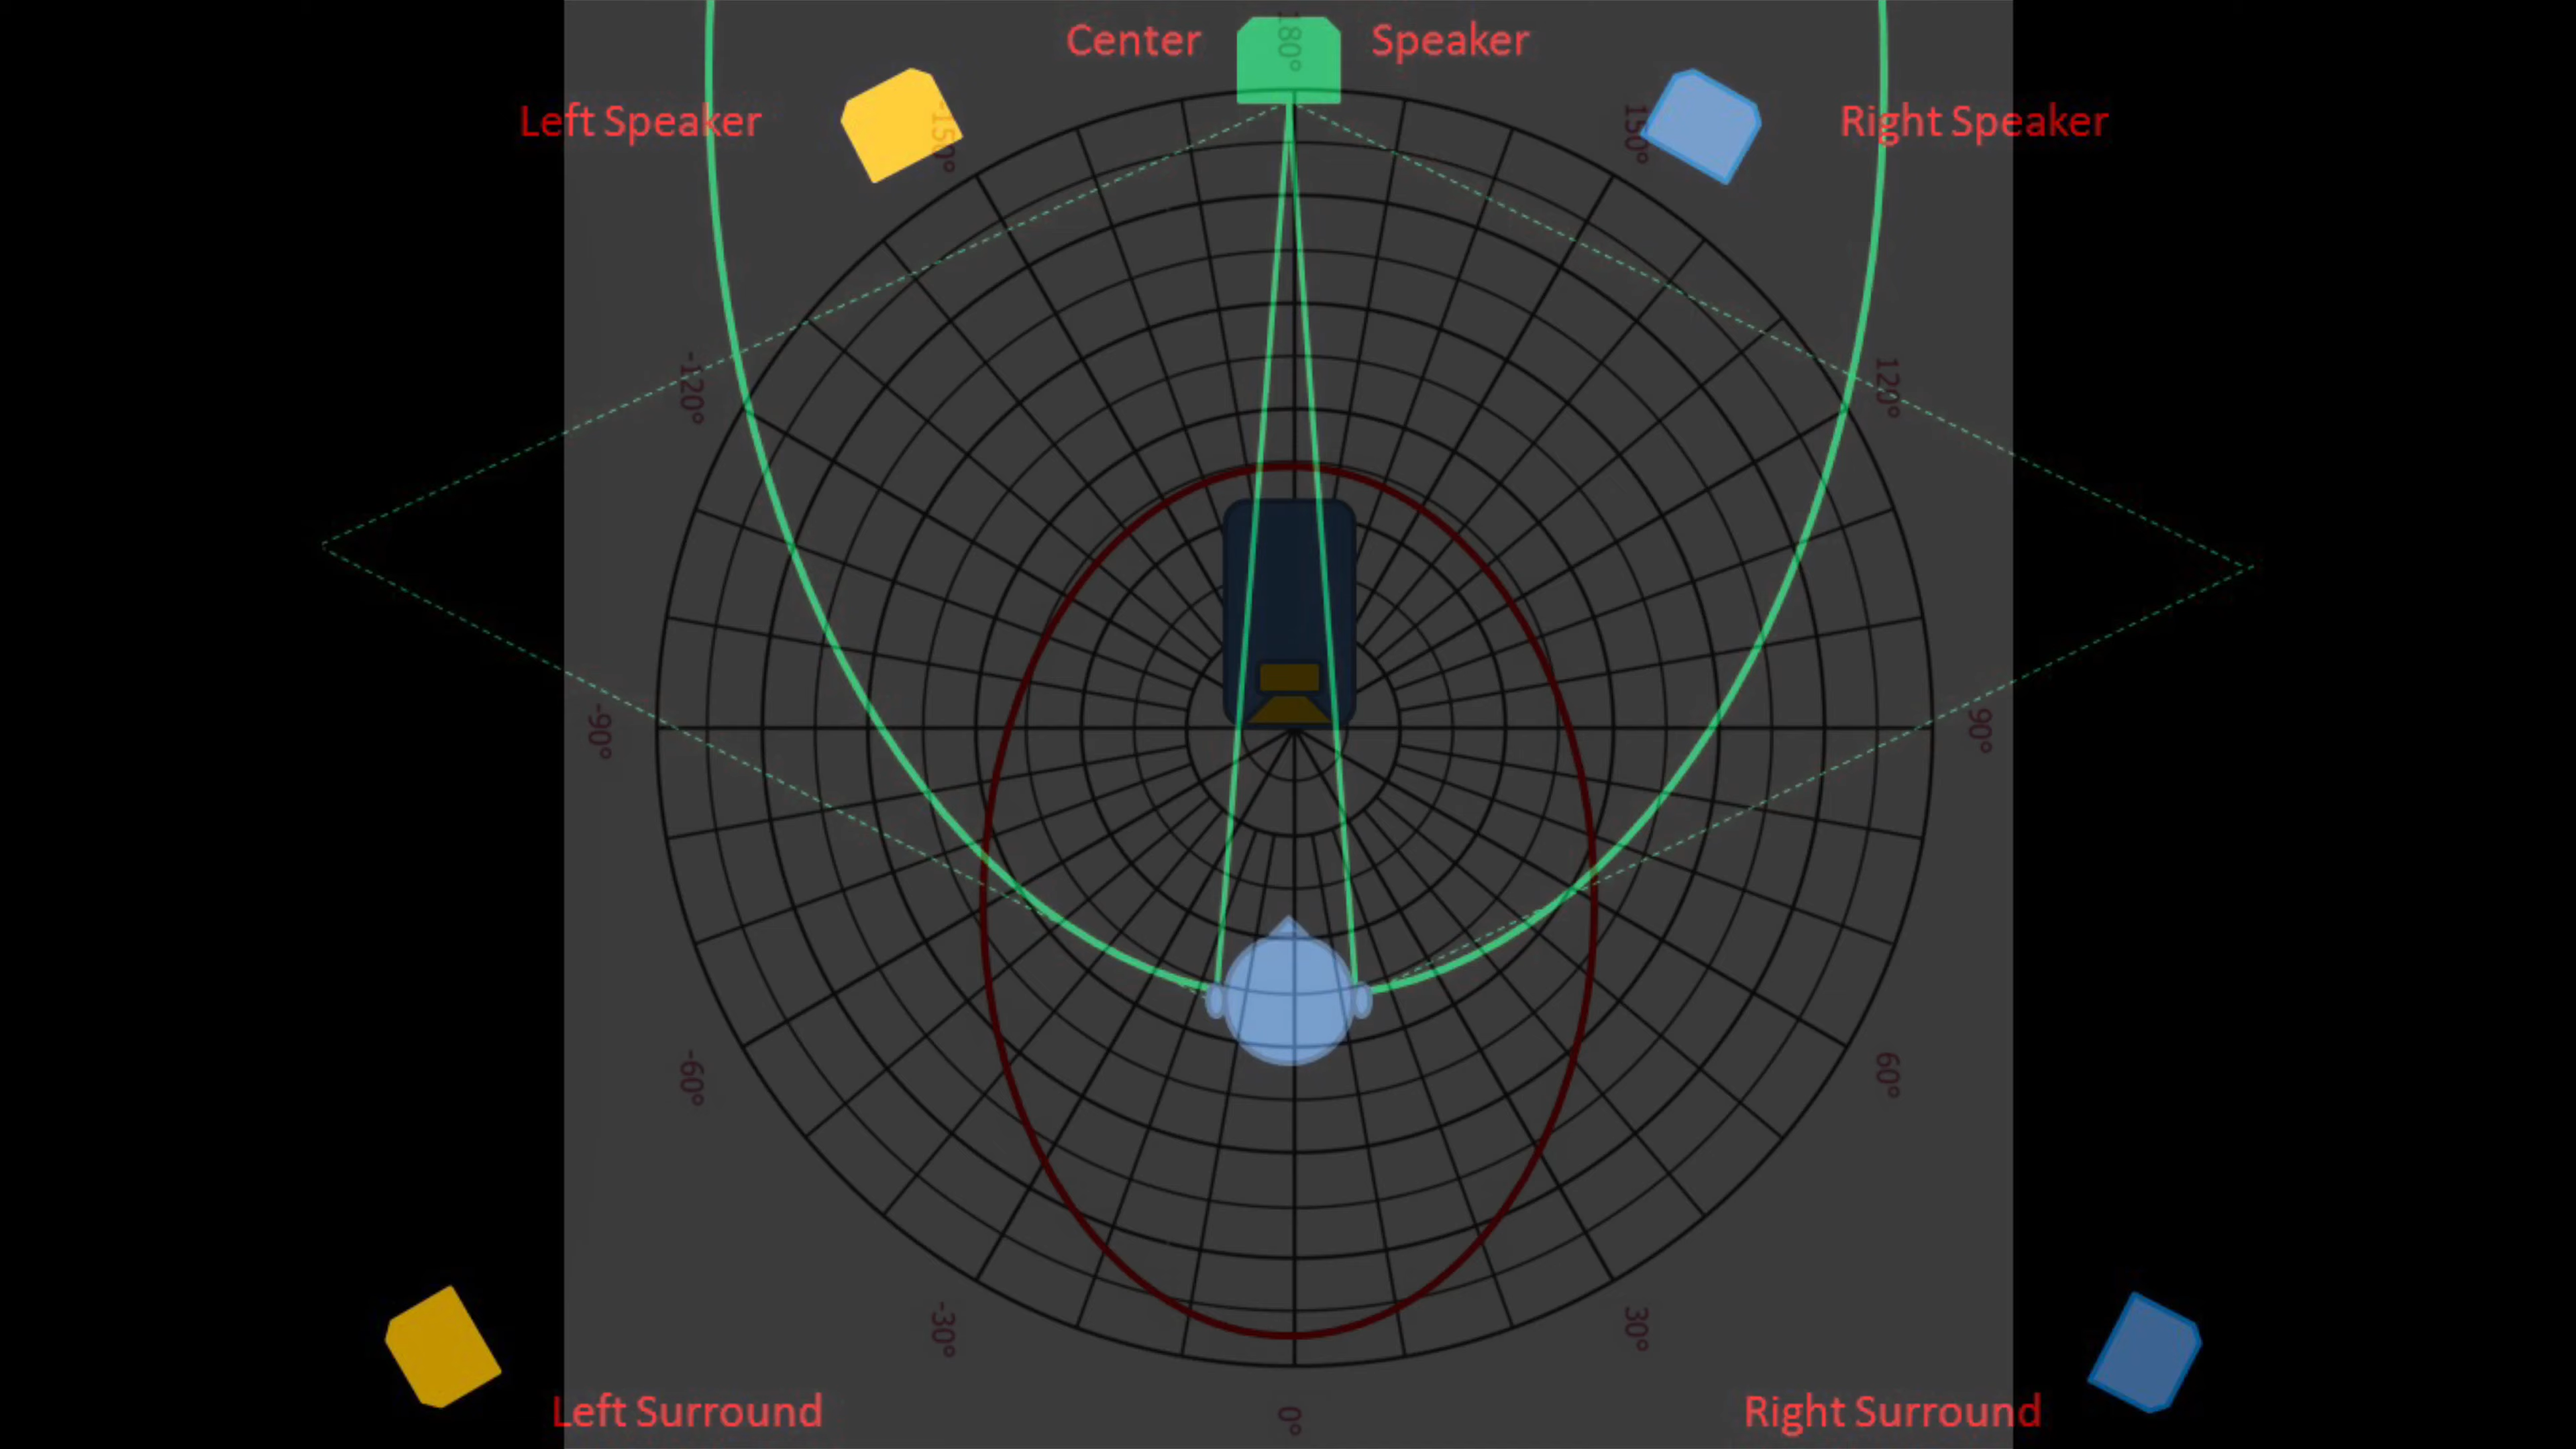 Center 180° Speaker
Left Speaker -150° 150° Right Speaker
-120° 120°
-90° 90°
-60° 60°
-30° 30°
Left Surround 0° Right Surround